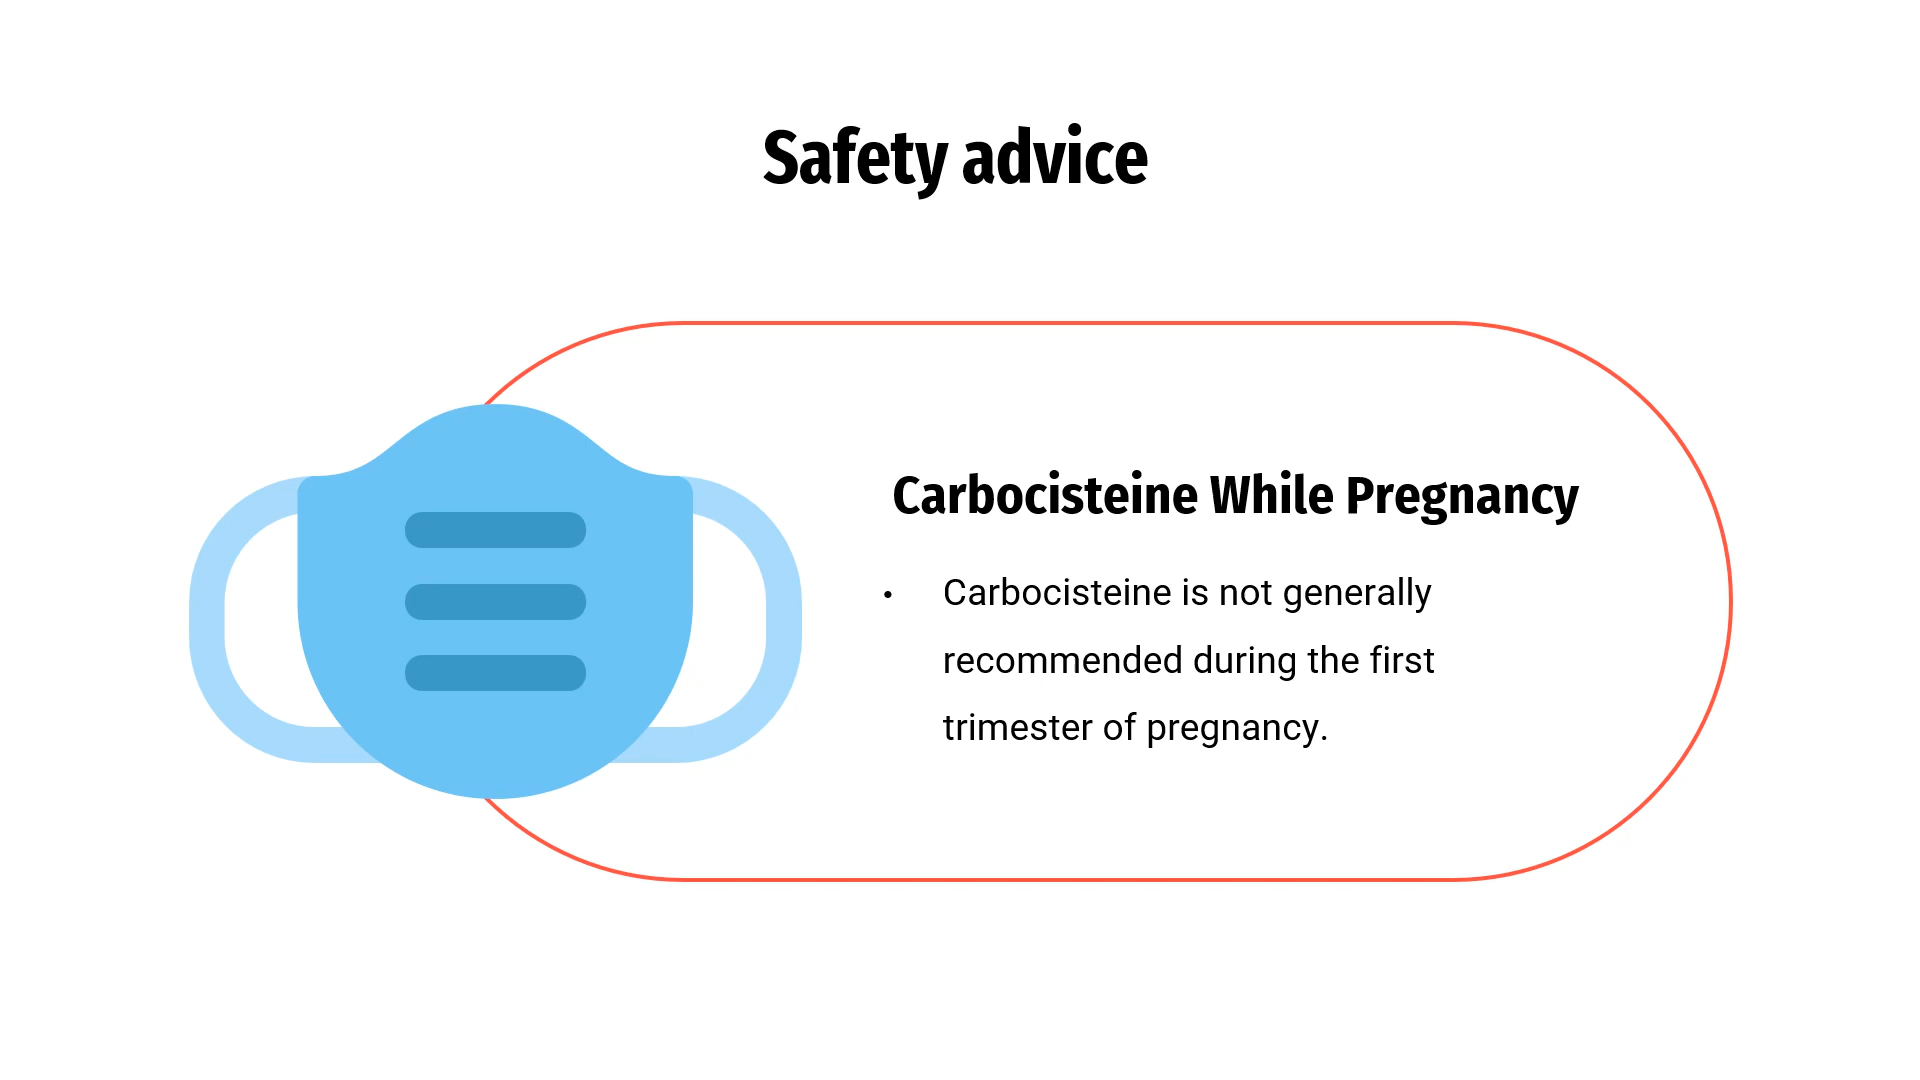 Safety advice
Carbocisteine While Pregnancy
• Carbocisteine is not generally
recommended during the first
trimester of pregnancy.